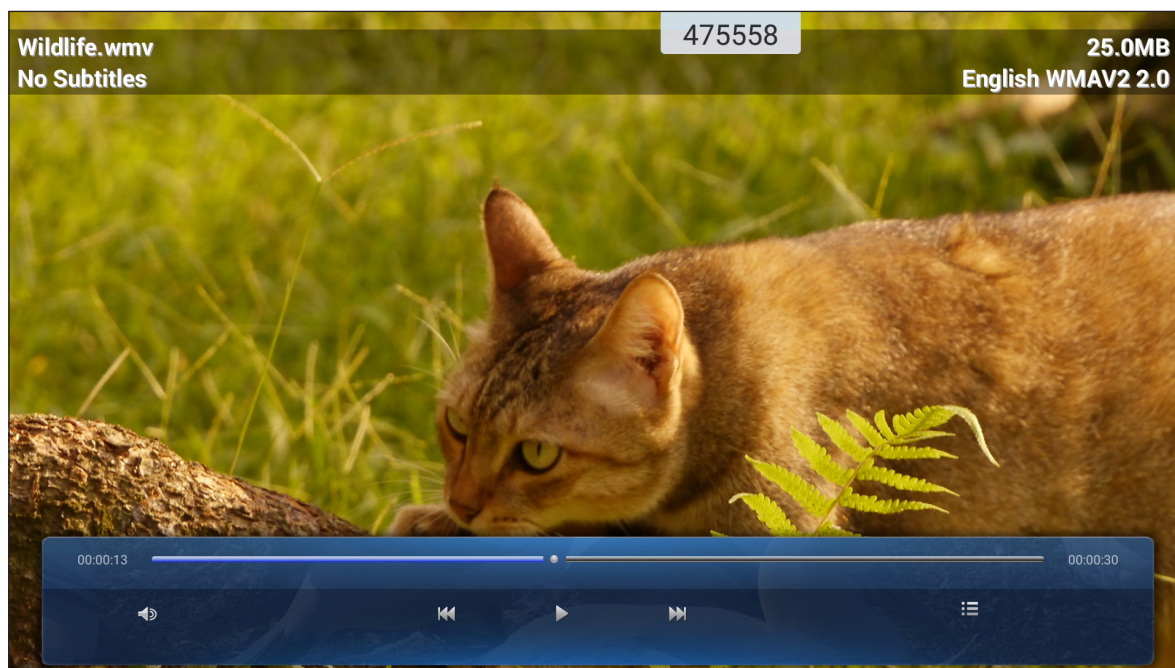 475558
Wildlife.wmv
25.0MB
No Subtitles
English WMAV2 2.0
00:00:13
00:00:30